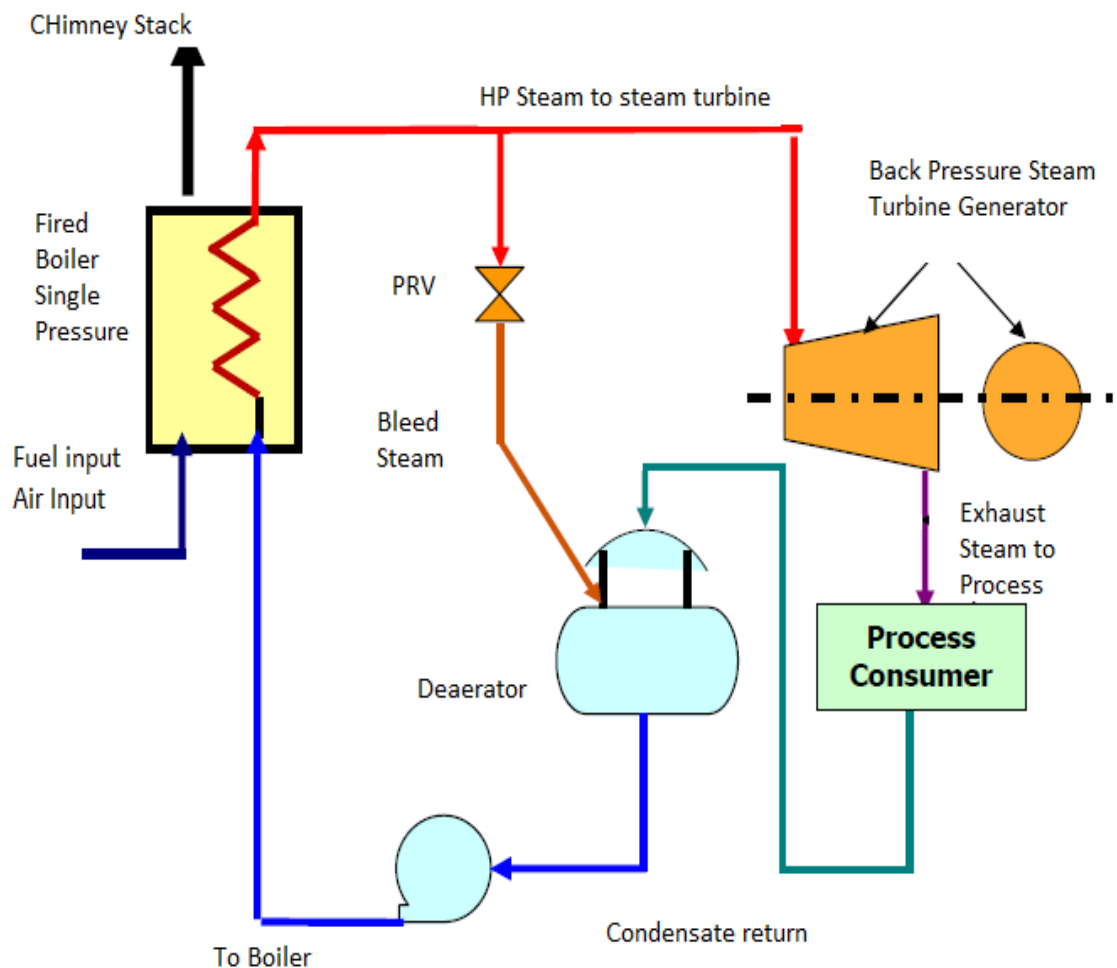 CHimney Stack
HP Steam to steam turbine
Back Pressure Steam
Turbine Generator
Fired
Boiler
Single
Pressure
PRV
Bleed
Steam
Fuel input
Air Input
Exhaust
Steam to
Process
Process
Consumer
Deaerator
Condensate return
To Boiler